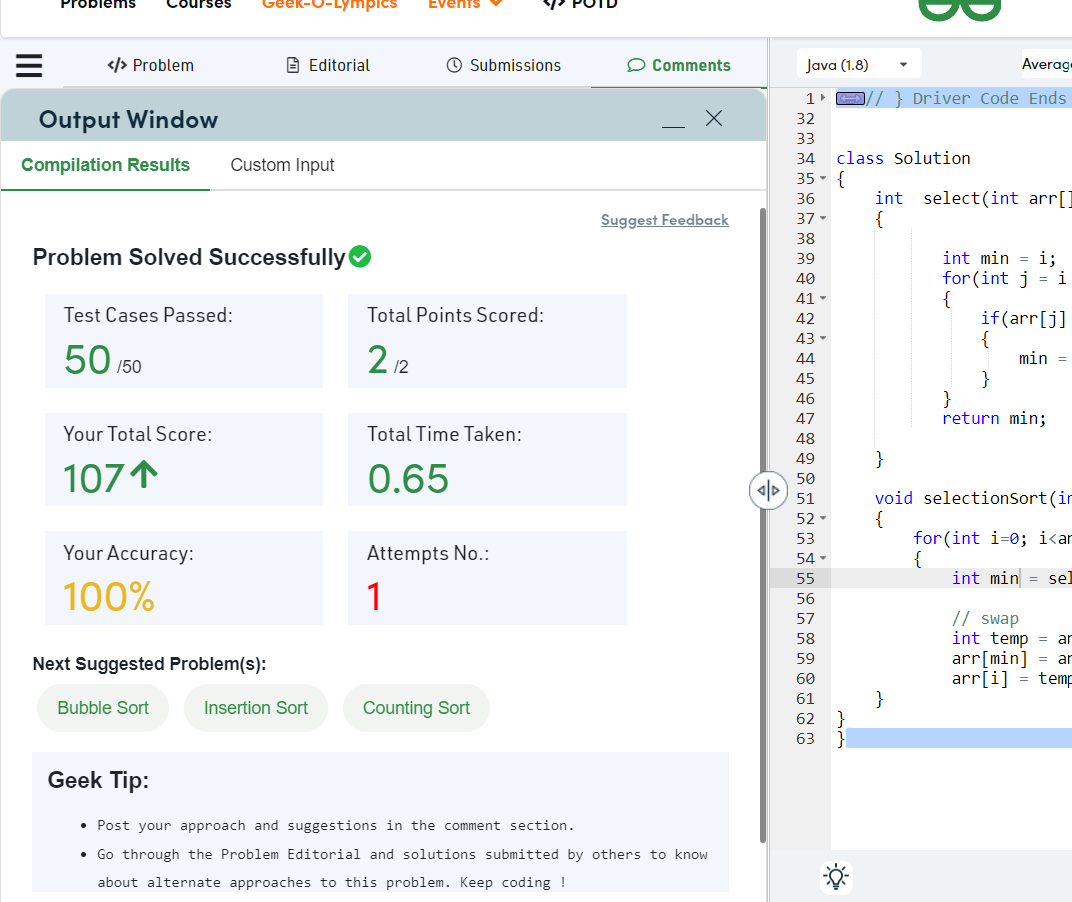 Problems Courses Geek-O-Lympics Events </> POTD
</> Problem Editorial Submissions Comments
Output Window
Compilation Results Custom Input
Suggest Feedback
Problem Solved Successfully
Test Cases Passed:
50 /50
Total Points Scored:
2 /2
Your Total Score:
107
Total Time Taken:
0.65
Your Accuracy:
100%
Attempts No.:
1
Next Suggested Problem(s):
Bubble Sort Insertion Sort Counting Sort
Geek Tip:
• Post your approach and suggestions in the comment section.
• Go through the Problem Editorial and solutions submitted by others to know
about alternate approaches to this problem. Keep coding !
Java (1.8)
1 // } Driver Code Ends
32
33
34 class Solution
35 {
36 int select(int arr[]
37 {
38
39 int min = i;
40 for(int j = i
41 {
42 if(arr[j]
43 {
44 min =
45 }
46 }
47 return min;
48
49 }
50
51 void selectionSort(in
52 {
53 for(int i=0; i<ar
54 {
55 int min = sel
56
57 // swap
58 int temp = ar
59 arr[min] = ar
60 arr[i] = temp
61 }
62 }
63 }